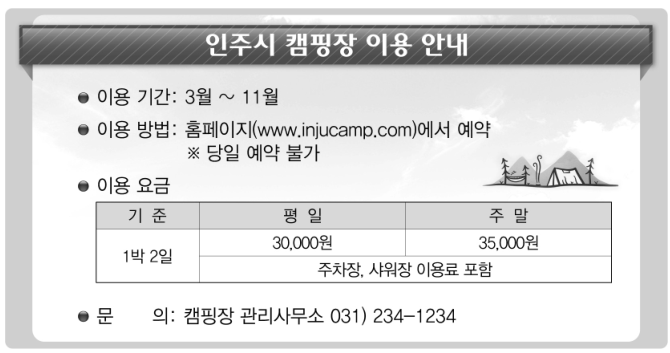 인주시 캠핑장 이용 안내
이용 기간: 3월 ~ 11월
이용 방법: 홈페이지(www.injucamp.com)에서 예약
※ 당일 예약 불가
이용 요금
기 준 평 일 주 말
1박 2일 30,000원 35,000원
주차장, 샤워장 이용료 포함
문 의: 캠핑장 관리사무소 031) 234-1234